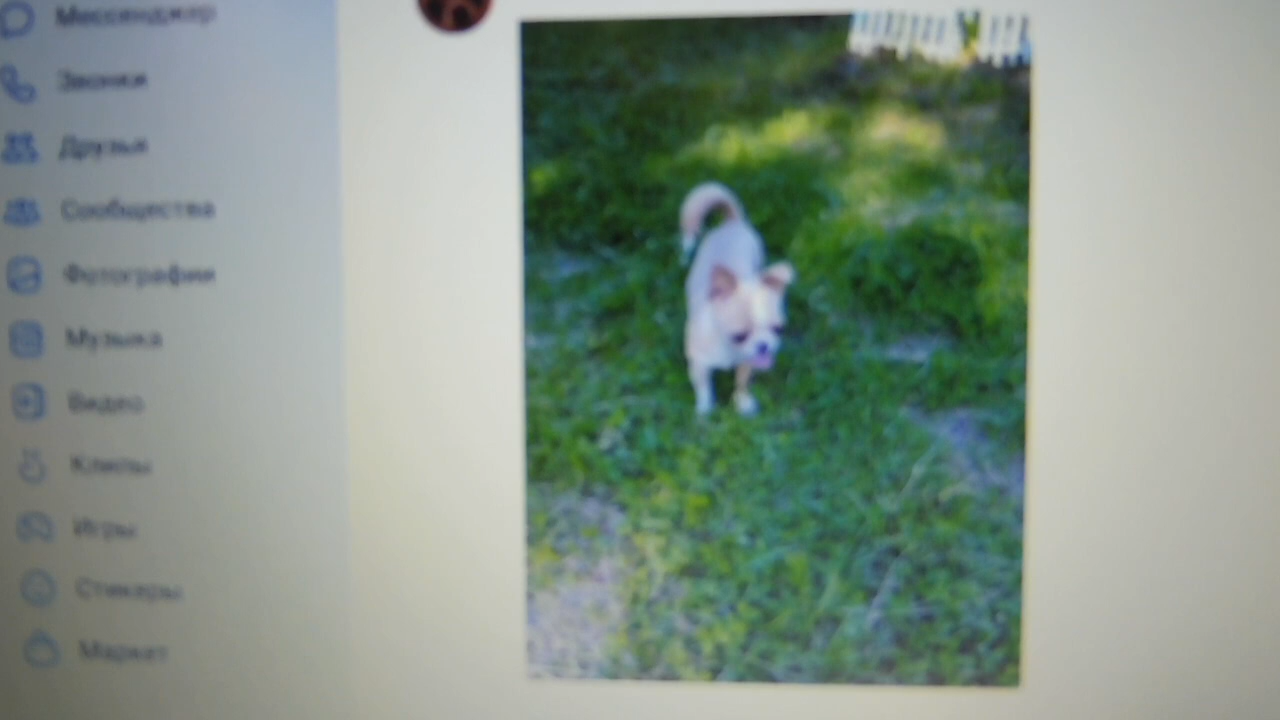 Мессенджер
Звонки
Друзья
Сообщества
Фотографии
Музыка
Видео
Клипы
Игры
Стикеры
Маркет